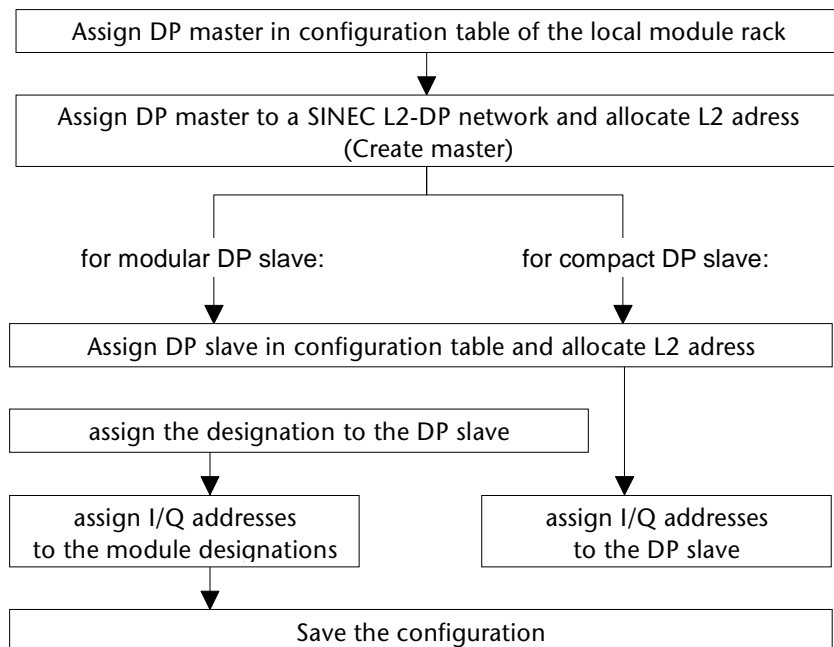 Assign DP master in configuration table of the local module rack
Assign DP master to a SINEC L2-DP network and allocate L2 adress
(Create master)
for modular DP slave:
for compact DP slave:
Assign DP slave in configuration table and allocate L2 adress
assign the designation to the DP slave
assign I/Q addresses
to the module designations
assign I/Q addresses
to the DP slave
Save the configuration